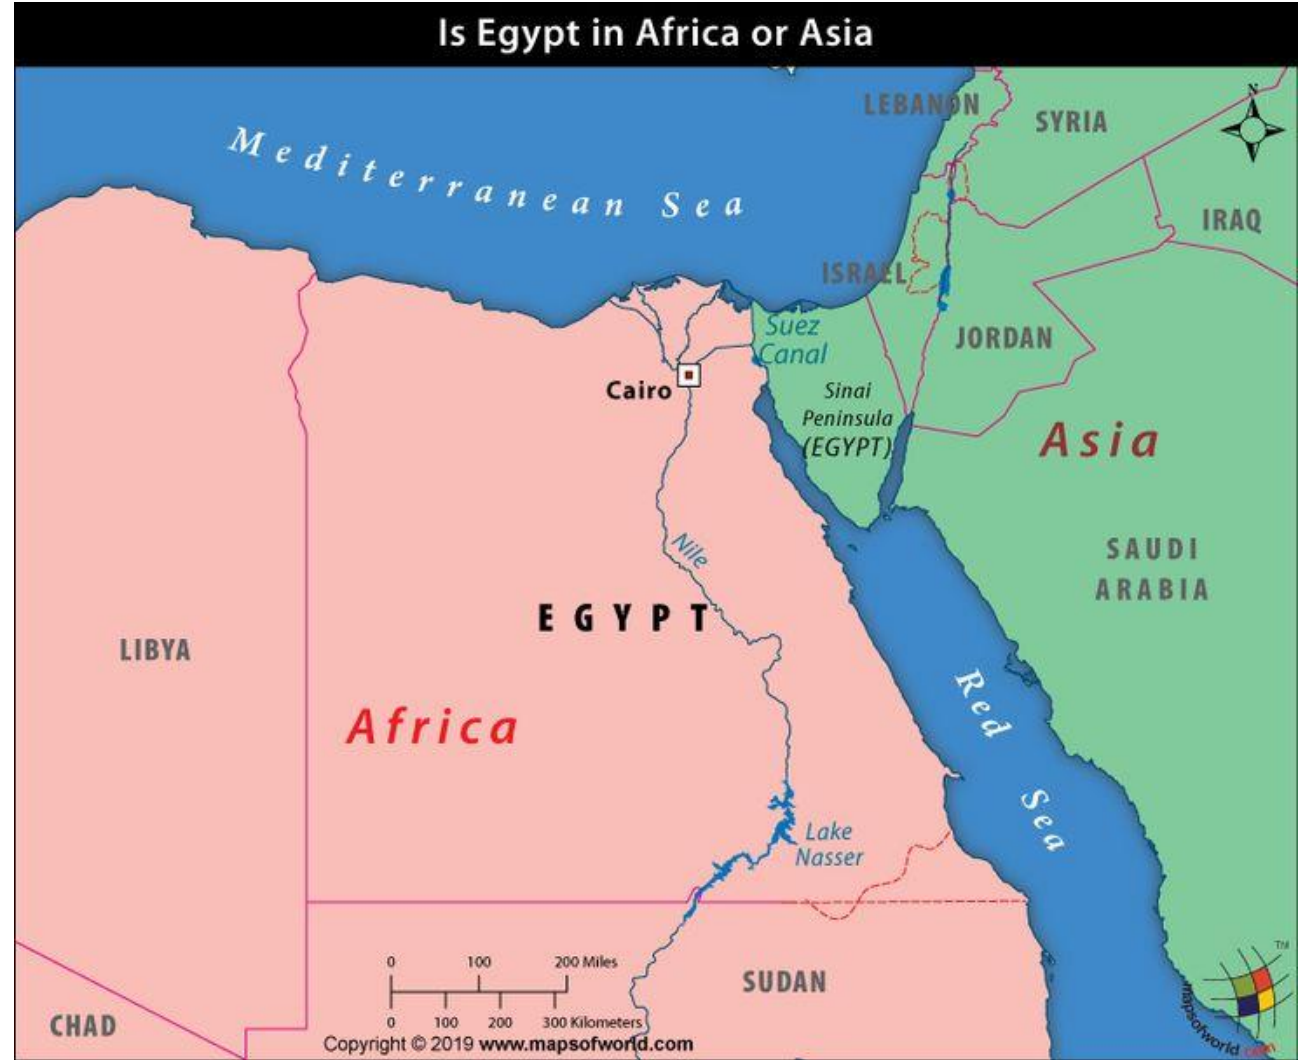 Is Egypt in Africa or Asia
LEBANON
SYRIA
N
Mediterranean Sea
IRAQ
ISRAEL
Suez
Canal
JORDAN
Cairo
Sinai
Peninsula
(EGYPT)
Asia
Nile
SAUDI
ARABIA
EGYPT
LIBYA
Africa
Red Sea
Lake
Nasser
0 100 200 Miles
SUDAN
0 100 200 300 Kilometers
CHAD
Copyright © 2019 www.mapsofworld.com
TM
mapsofworld.com